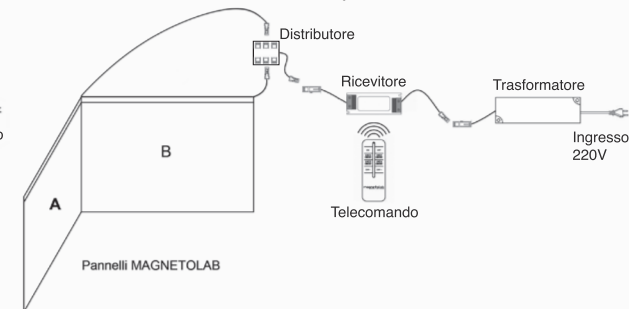 Distributore
Ricevitore
Trasformatore
Ingresso
220V
B
A
Telecomando
Pannelli MAGNETOLAB